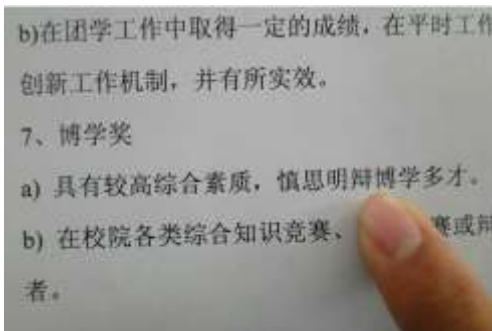 b)在团学工作中取得一定的成绩，在平时工作
创新工作机制，并有所实效。
7、博学奖
a) 具有较高综合素质，慎思明辩博学多才。
b) 在校院各类综合知识竞赛、赛或辩
者。